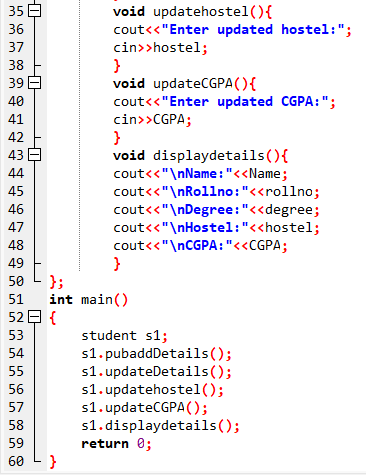 35 void updatehostel(){
36 cout<<"Enter updated hostel:";
37 cin>>hostel;
38 }
39 void updateCGPA(){
40 cout<<"Enter updated CGPA:";
41 cin>>CGPA;
42 }
43 void displaydetails(){
44 cout<<"\nName:"<<Name;
45 cout<<"\nRollno:"<<rollno;
46 cout<<"\nDegree:"<<degree;
47 cout<<"\nHostel:"<<hostel;
48 cout<<"\nCGPA:"<<CGPA;
49 }
50 };
51 int main()
52 {
53 student s1;
54 s1.pubaddDetails();
55 s1.updateDetails();
56 s1.updatehostel();
57 s1.updateCGPA();
58 s1.displaydetails();
59 return 0;
60 }